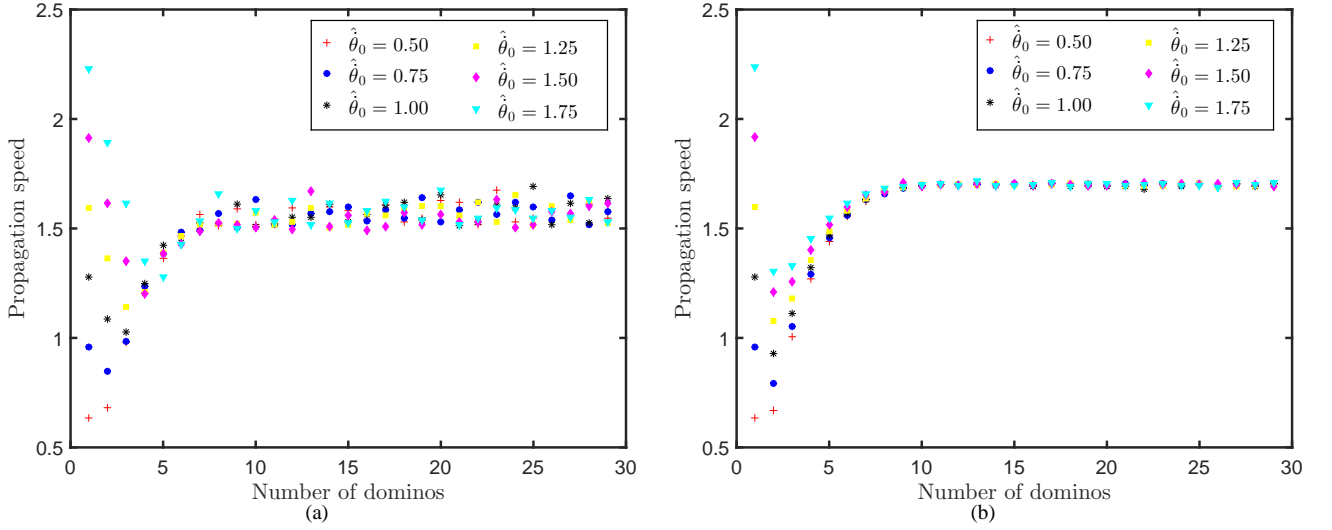 2.5
2
1.5
1
0.5
Propagation speed
θ̂̇₀ = 0.50
θ̂̇₀ = 0.75
θ̂̇₀ = 1.00
θ̂̇₀ = 1.25
θ̂̇₀ = 1.50
θ̂̇₀ = 1.75
0 5 10 15 20 25 30
Number of dominos
(a)
2.5
2
1.5
1
0.5
Propagation speed
θ̂̇₀ = 0.50
θ̂̇₀ = 0.75
θ̂̇₀ = 1.00
θ̂̇₀ = 1.25
θ̂̇₀ = 1.50
θ̂̇₀ = 1.75
0 5 10 15 20 25 30
Number of dominos
(b)